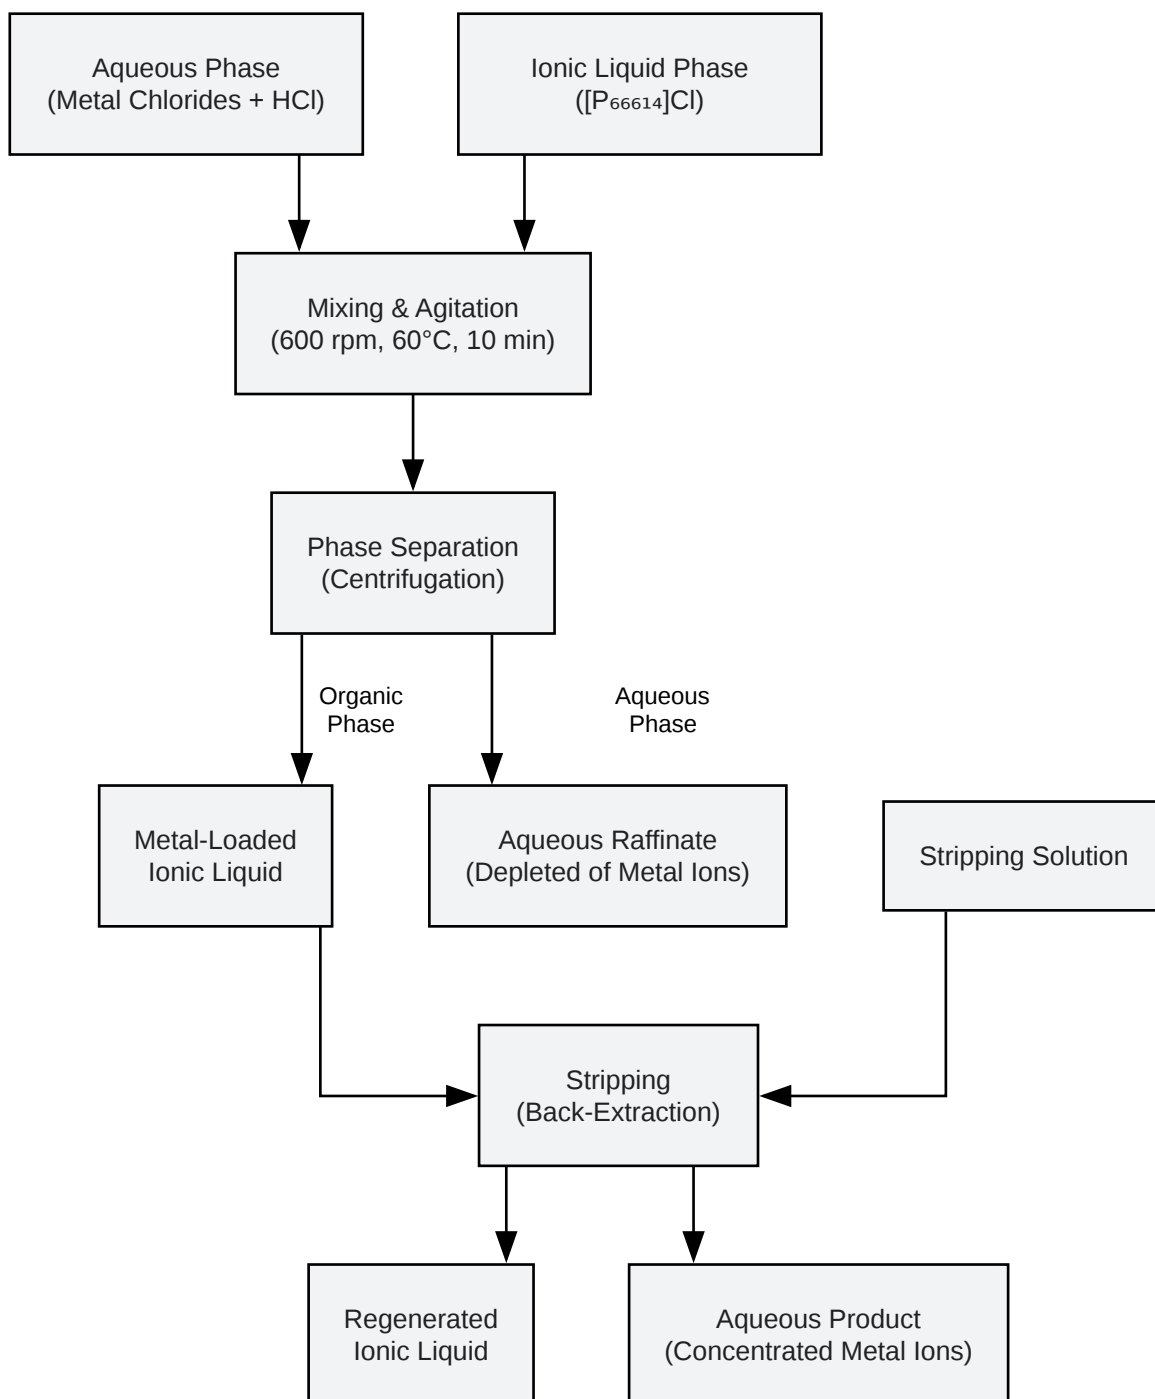 Aqueous Phase
(Metal Chlorides + HCl)
Ionic Liquid Phase
([P₆₆₆₁₄]Cl)
Mixing & Agitation
(600 rpm, 60°C, 10 min)
Phase Separation
(Centrifugation)
Organic
Phase
Aqueous
Phase
Metal-Loaded
Ionic Liquid
Aqueous Raffinate
(Depleted of Metal Ions)
Stripping Solution
Stripping
(Back-Extraction)
Regenerated
Ionic Liquid
Aqueous Product
(Concentrated Metal Ions)